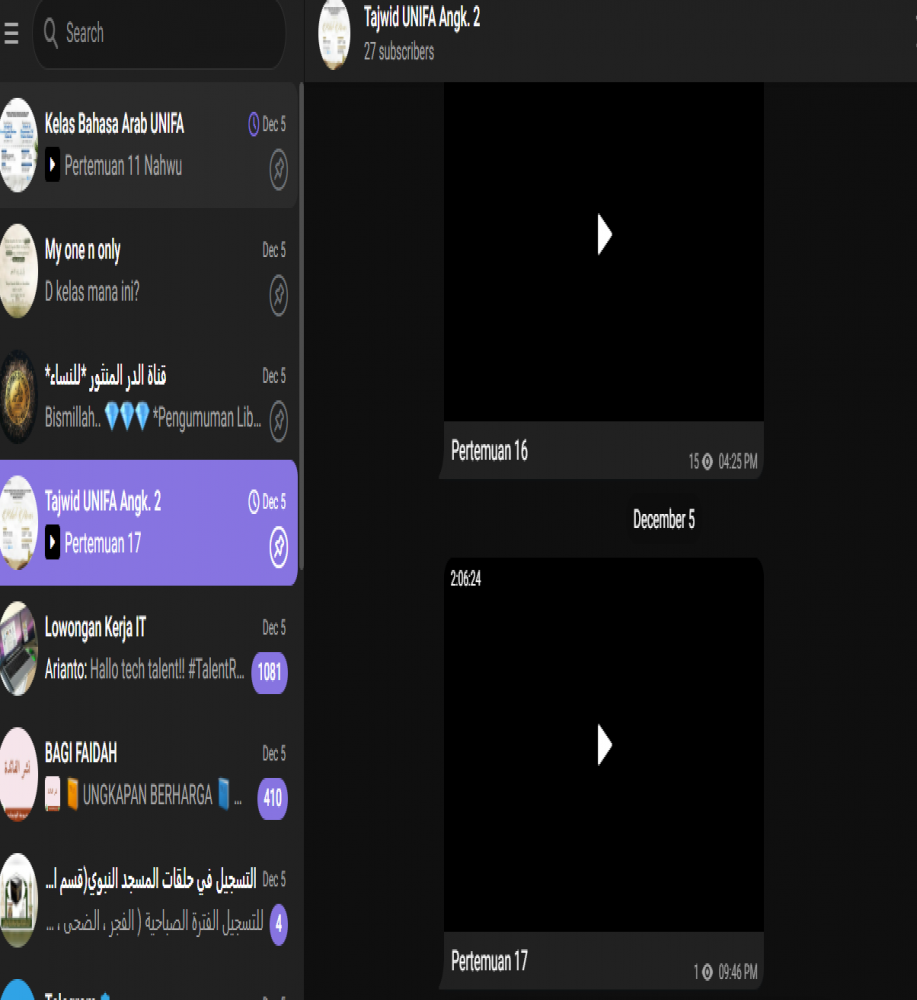 Search
Kelas Bahasa Arab UNIFA
Dec 5
Pertemuan 11 Nahwu
My one n only
Dec 5
D kelas mana ini?
قناة الدر المنثور *للنساء*
Dec 5
Bismillah.. 💎💎💎 *Pengumuman Lib...
Tajwid UNIFA Angk. 2
Dec 5
Pertemuan 17
Lowongan Kerja IT
Dec 5
Arianto: Hallo tech talent!! #TalentR...
1081
BAGI FAIDAH
Dec 5
📙 UNGKAPAN BERHARGA 📘 ...
410
التسجيل في حلقات المسجد النبوي(قسم ا...
Dec 5
للتسجيل الفترة الصباحية ( الفجر ، الضحى ، ...
4
Tajwid UNIFA Angk. 2
27 subscribers
Pertemuan 16
15 04:25 PM
December 5
2:06:24
Pertemuan 17
1 09:46 PM